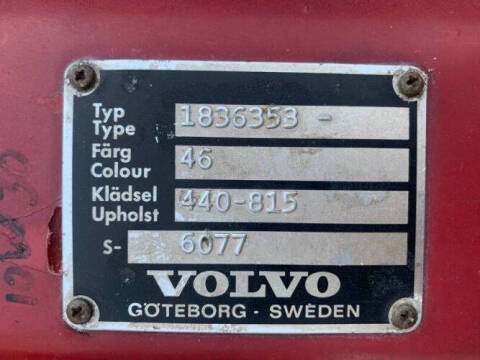 Typ
Type 1836353 -
Färg
Colour 46
Klädsel
Upholst 440-815
S- 6077
VOLVO
GÖTEBORG · SWEDEN